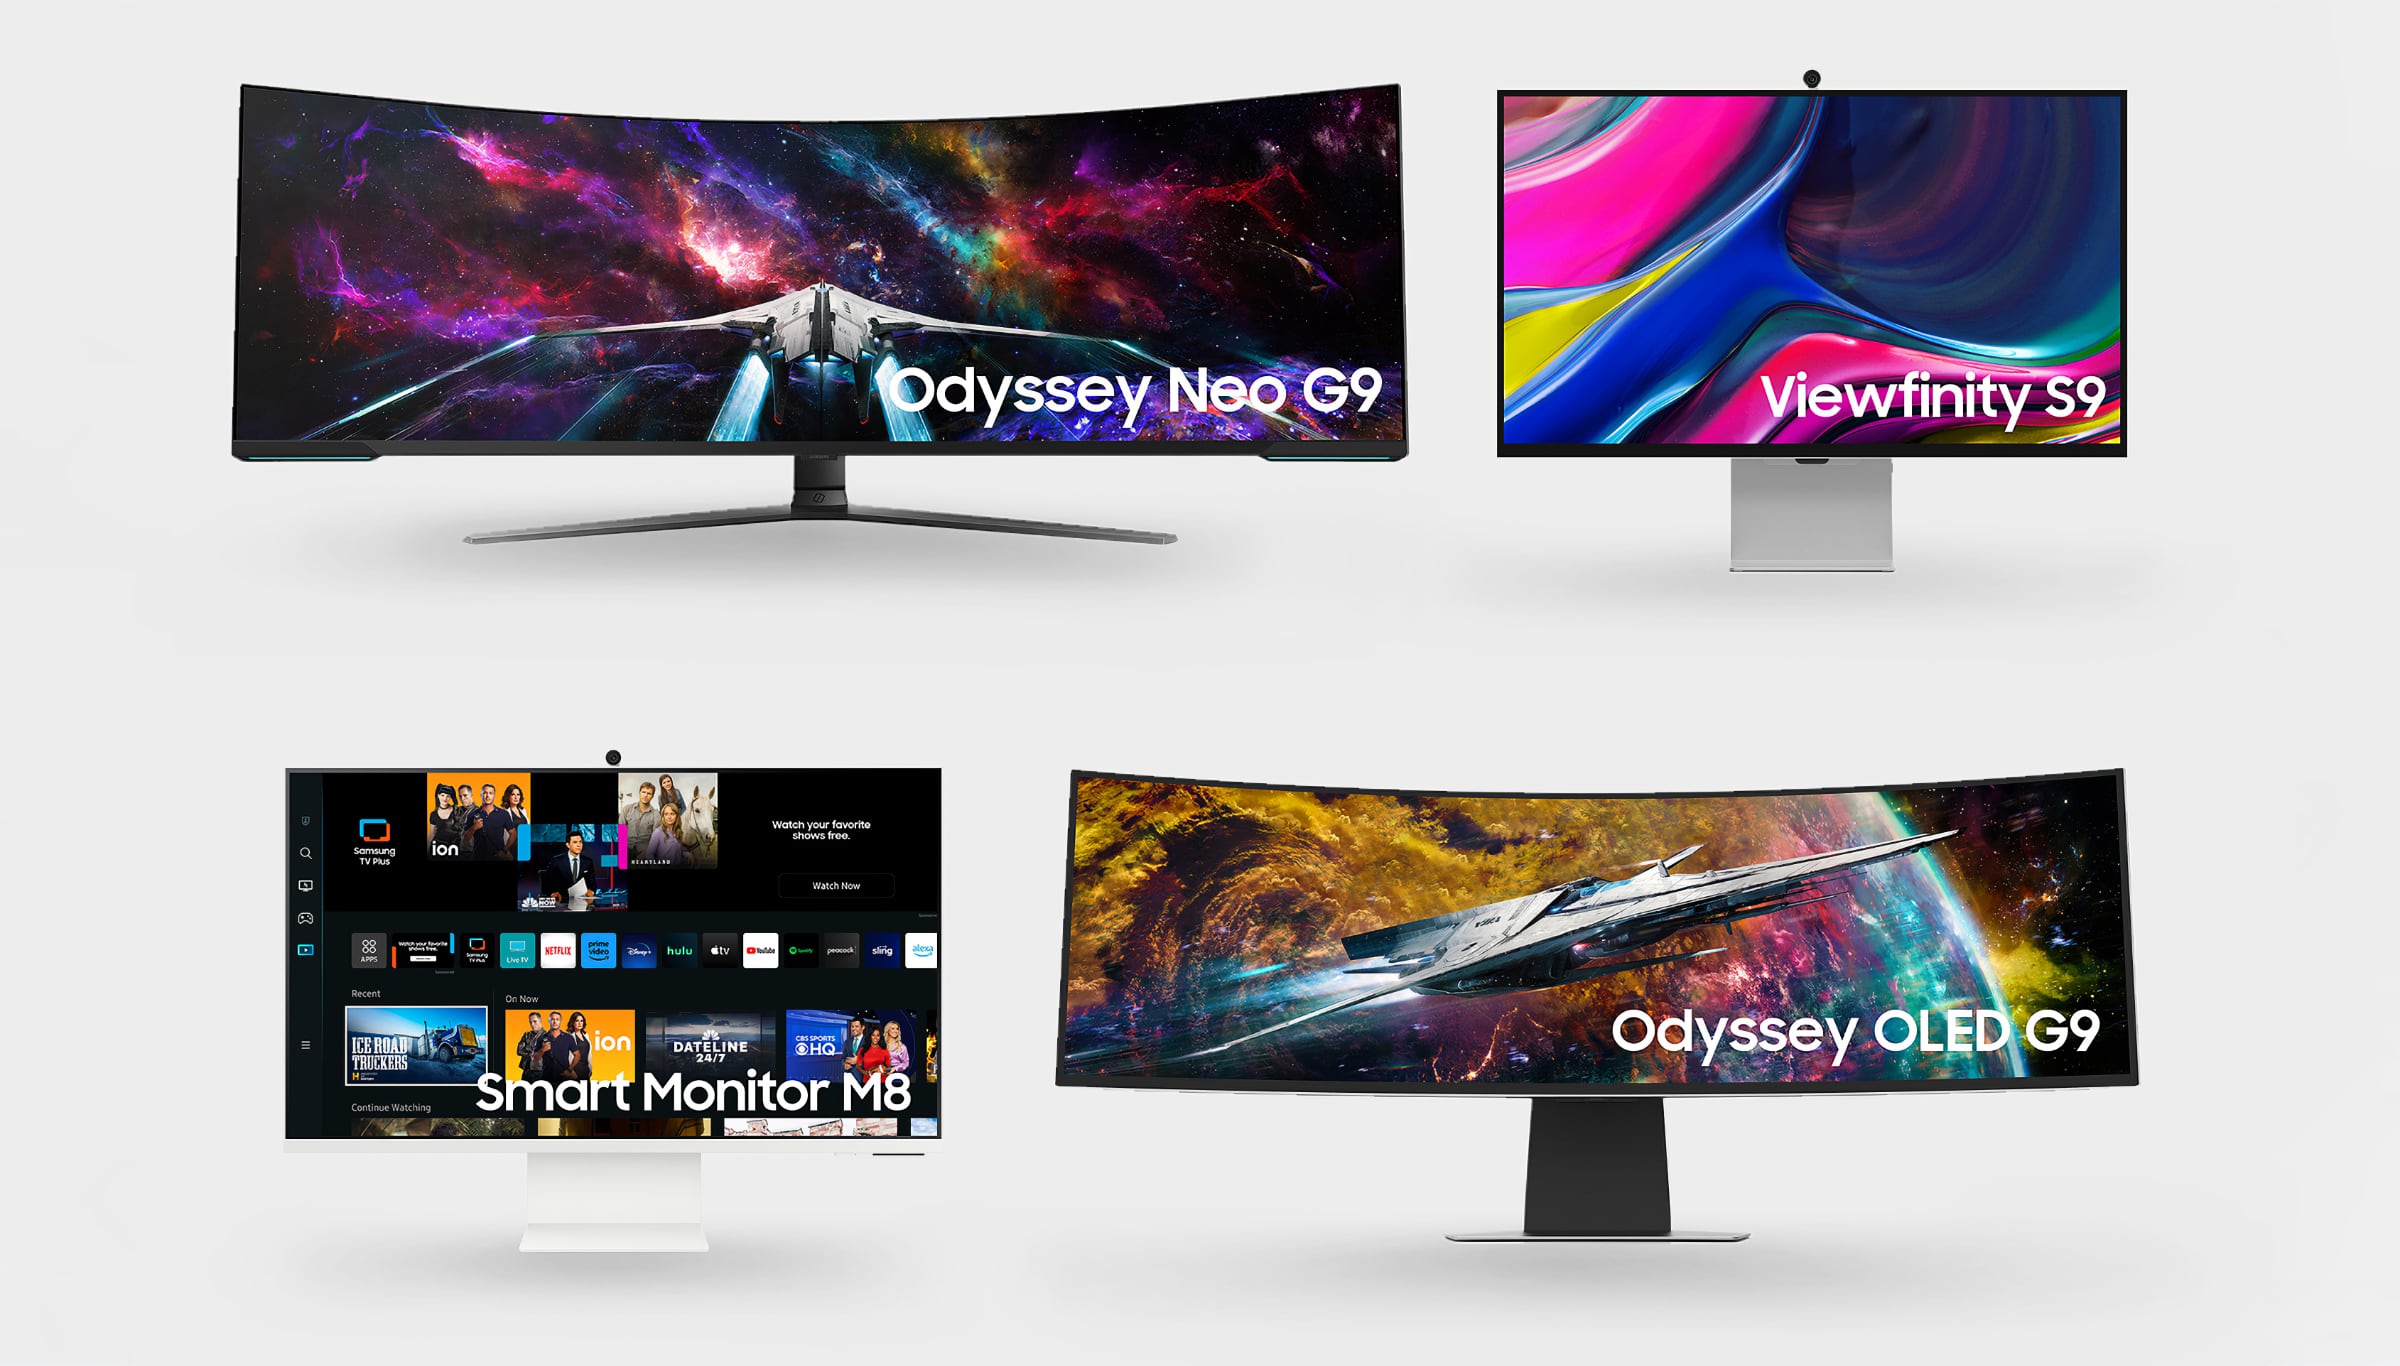 Odyssey Neo G9
SAMSUNG
Viewfinity S9
Samsung
TV Plus
ion
HEARTLAND
Watch your favorite
shows free.
Watch Now
Sponsored
APPS
Watch your favorite
shows free.
Sponsored
Samsung
TV Plus
Live TV
NETFLIX
prime
video
Disney+
hulu
tv
YouTube
Spotify
peacock
sling
alexa
Recent
On Now
ICE ROAD
TRUCKERS
H
ion
DATELINE
24/7
CBS SPORTS
HQ
Smart Monitor M8
Continue Watching
Odyssey OLED G9